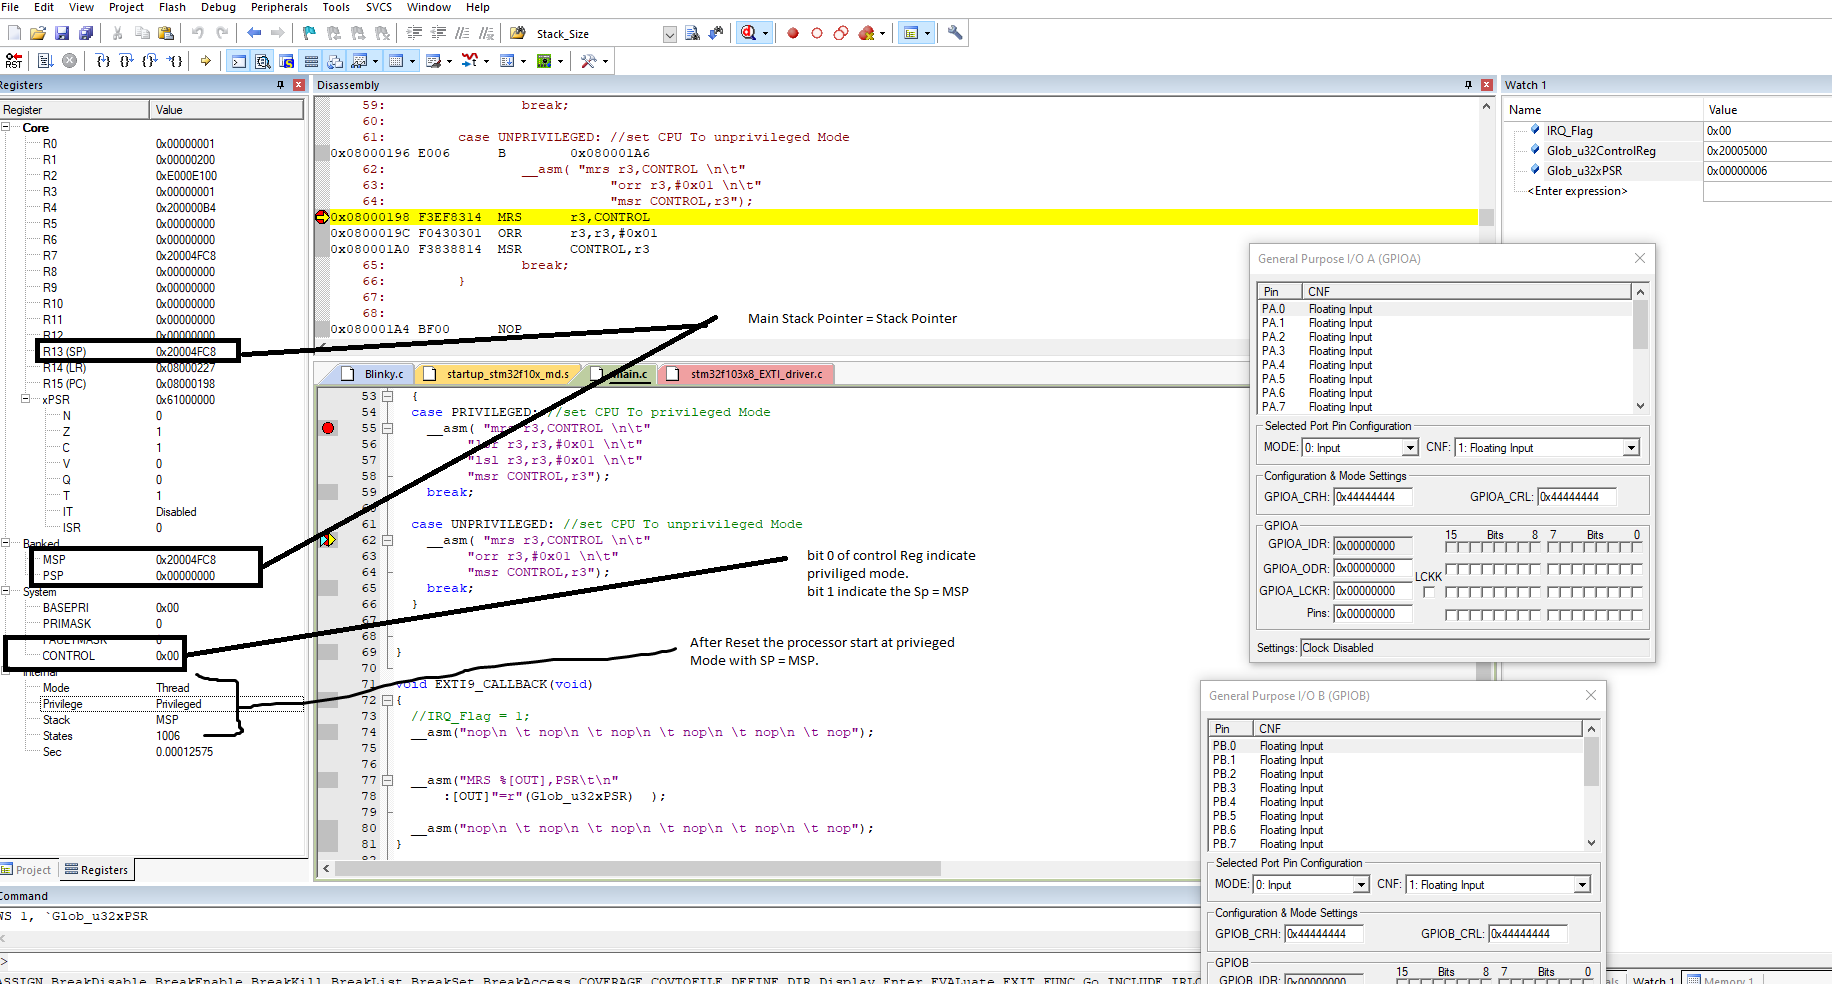 File Edit View Project Flash Debug Peripherals Tools SVCS Window Help
Stack_Size
RST
Registers
Register Value
Core
R0 0x00000001
R1 0x00000200
R2 0xE000E100
R3 0x00000001
R4 0x200000B4
R5 0x00000000
R6 0x00000000
R7 0x20004FC8
R8 0x00000000
R9 0x00000000
R10 0x00000000
R11 0x00000000
R12 0x00000000
R13 (SP) 0x20004FC8
R14 (LR) 0x08000227
R15 (PC) 0x08000198
xPSR 0x61000000
N 0
Z 1
C 1
V 0
Q 0
T 1
IT Disabled
ISR 0
Banked
MSP 0x20004FC8
PSP 0x00000000
System
BASEPRI 0x00
PRIMASK 0
FAULTMASK 0
CONTROL 0x00
Internal
Mode Thread
Privilege Privileged
Stack MSP
States 1006
Sec 0.00012575
Project Registers
Disassembly
59: break;
60:
61: case UNPRIVILEGED: //set CPU To unprivileged Mode
0x08000196 E006 B 0x080001A6
62: __asm( "mrs r3,CONTROL \n\t"
63: "orr r3,#0x01 \n\t"
64: "msr CONTROL,r3");
0x08000198 F3EF8314 MRS r3,CONTROL
0x0800019C F0430301 ORR r3,r3,#0x01
0x080001A0 F3838814 MSR CONTROL,r3
65: break;
66: }
67:
68:
0x080001A4 BF00 NOP
Main Stack Pointer = Stack Pointer
Blinky.c startup_stm32f10x_md.s main.c stm32f103x8_EXTI_driver.c
53 {
54 case PRIVILEGED: //set CPU To privileged Mode
55 __asm( "mrs r3,CONTROL \n\t"
56 "lsr r3,r3,#0x01 \n\t"
57 "lsl r3,r3,#0x01 \n\t"
58 "msr CONTROL,r3");
59 break;
60
61 case UNPRIVILEGED: //set CPU To unprivileged Mode
62 __asm( "mrs r3,CONTROL \n\t"
63 "orr r3,#0x01 \n\t"
64 "msr CONTROL,r3");
65 break;
66 }
67
68
69 }
70
71 void EXTI9_CALLBACK(void)
72 {
73 //IRQ_Flag = 1;
74 __asm("nop\n \t nop\n \t nop\n \t nop\n \t nop\n \t nop");
75
76
77 __asm("MRS %[OUT],PSR\t\n"
78 :[OUT]"=r"(Glob_u32xPSR) );
79
80 __asm("nop\n \t nop\n \t nop\n \t nop\n \t nop\n \t nop");
81 }
82
bit 0 of control Reg indicate
priviliged mode.
bit 1 indicate the Sp = MSP
After Reset the processor start at privieged
Mode with SP = MSP.
Watch 1
Name Value
IRQ_Flag 0x00
Glob_u32ControlReg 0x20005000
Glob_u32xPSR 0x00000006
<Enter expression>
General Purpose I/O A (GPIOA)
Pin CNF
PA.0 Floating Input
PA.1 Floating Input
PA.2 Floating Input
PA.3 Floating Input
PA.4 Floating Input
PA.5 Floating Input
PA.6 Floating Input
PA.7 Floating Input
Selected Port Pin Configuration
MODE: 0: Input CNF: 1: Floating Input
Configuration & Mode Settings
GPIOA_CRH: 0x44444444 GPIOA_CRL: 0x44444444
GPIOA
15 Bits 8 7 Bits 0
GPIOA_IDR: 0x00000000
GPIOA_ODR: 0x00000000
LCKK
GPIOA_LCKR: 0x00000000
Pins: 0x00000000
Settings: Clock Disabled
General Purpose I/O B (GPIOB)
Pin CNF
PB.0 Floating Input
PB.1 Floating Input
PB.2 Floating Input
PB.3 Floating Input
PB.4 Floating Input
PB.5 Floating Input
PB.6 Floating Input
PB.7 Floating Input
Selected Port Pin Configuration
MODE: 0: Input CNF: 1: Floating Input
Configuration & Mode Settings
GPIOB_CRH: 0x44444444 GPIOB_CRL: 0x44444444
GPIOB
15 Bits 8 7 Bits 0
GPIOB_IDR: 0x00000000
Command
WS 1, `Glob_u32xPSR
>
ASSIGN BreakDisable BreakEnable BreakKill BreakList BreakSet BreakAccess COVERAGE COVTOFILE DEFINE DIR Display Enter EVALuate EXIT FUNC Go INCLUDE IRLO
Watch 1 Memory 1